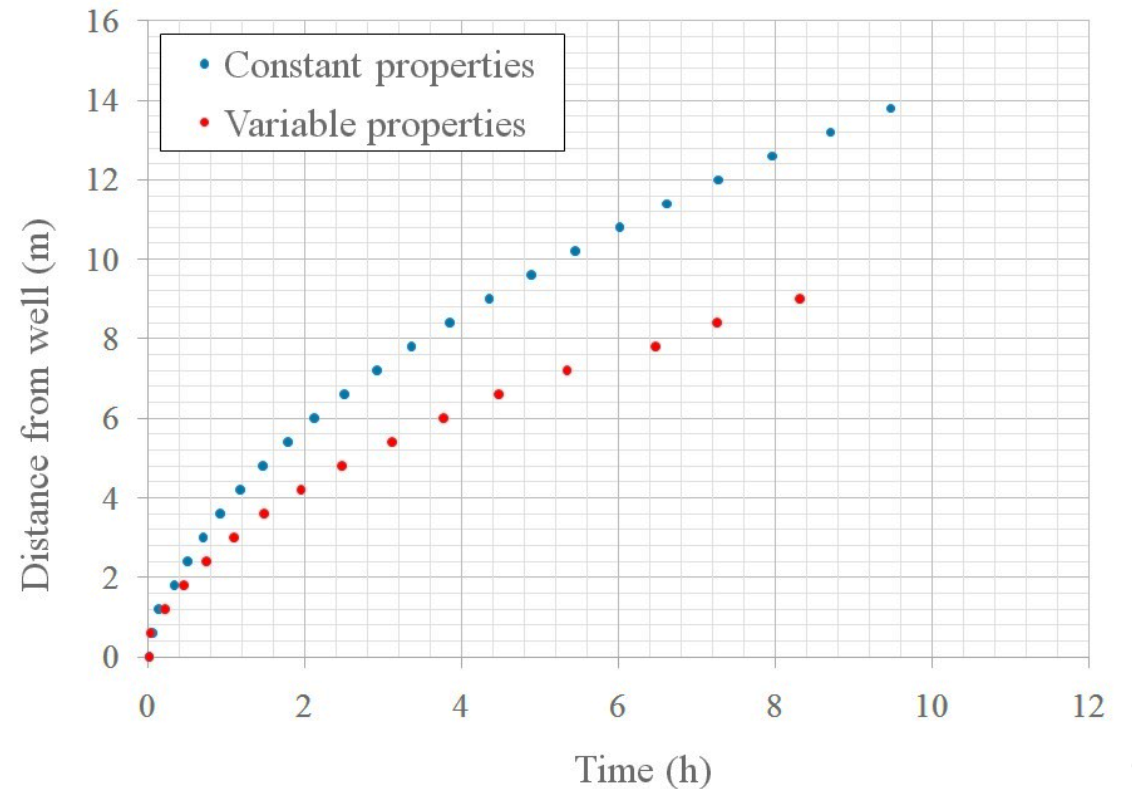 16
14
12
10
8
6
4
2
0
Constant properties
Variable properties
Distance from well (m)
0 2 4 6 8 10 12
Time (h)